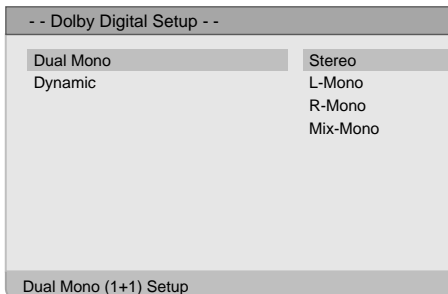 - - Dolby Digital Setup - -
Dual Mono
Dynamic
Stereo
L-Mono
R-Mono
Mix-Mono
Dual Mono (1+1) Setup